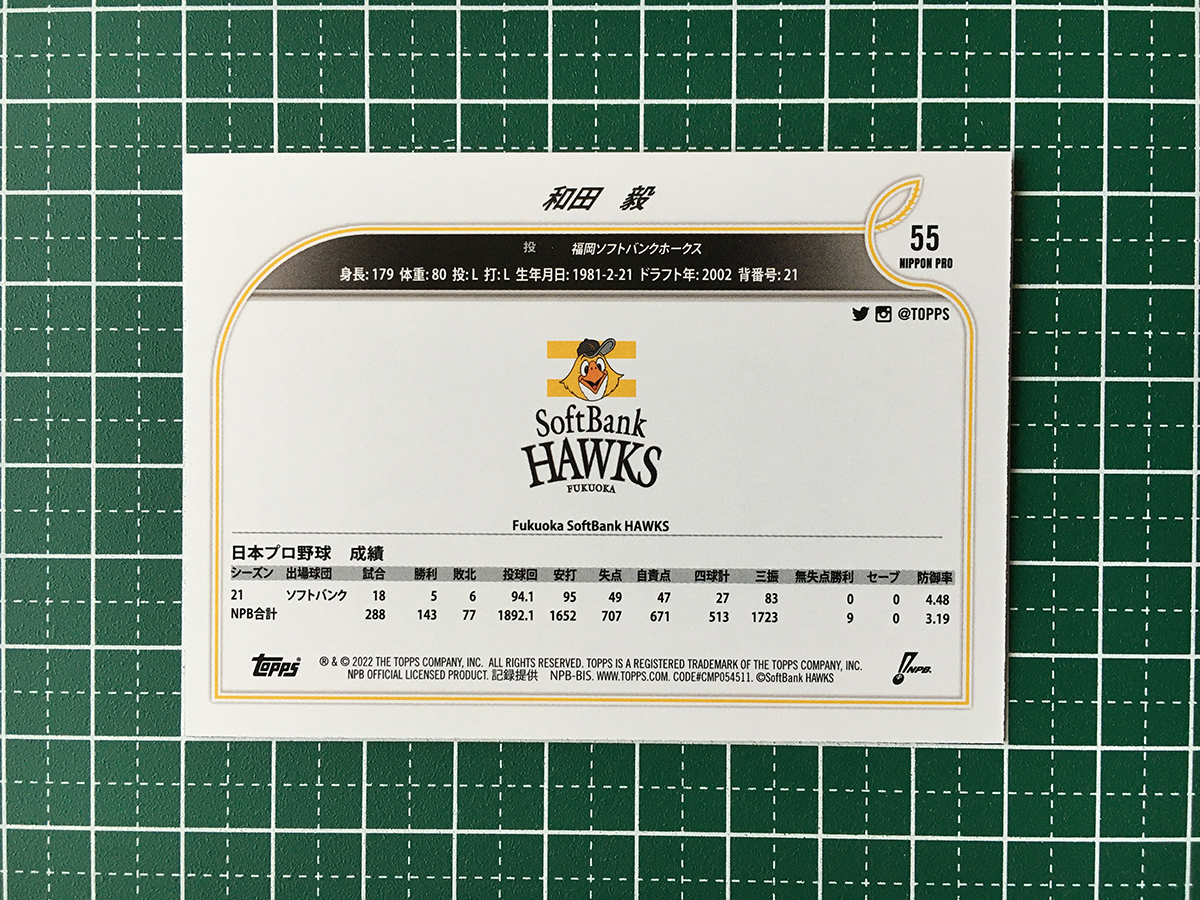 和田 毅
55
NIPPON PRO
投 · 福岡ソフトバンクホークス
身長: 179 体重: 80 投: L 打: L 生年月日: 1981-2-21 ドラフト年: 2002 背番号: 21
@TOPPS
SoftBank
HAWKS
FUKUOKA
Fukuoka SoftBank HAWKS
日本プロ野球 成績
シーズン 出場球団 試合 勝利 敗北 投球回 安打 失点 自責点 四球計 三振 無失点勝利 セーブ 防御率
21 ソフトバンク 18 5 6 94.1 95 49 47 27 83 0 0 4.48
NPB合計 288 143 77 1892.1 1652 707 671 513 1723 9 0 3.19
Topps ® & © 2022 THE TOPPS COMPANY, INC. ALL RIGHTS RESERVED. TOPPS IS A REGISTERED TRADEMARK OF THE TOPPS COMPANY, INC.
NPB OFFICIAL LICENSED PRODUCT. 記録提供 NPB-BIS. WWW.TOPPS.COM. CODE#CMP054511. ©SoftBank HAWKS
NPB.